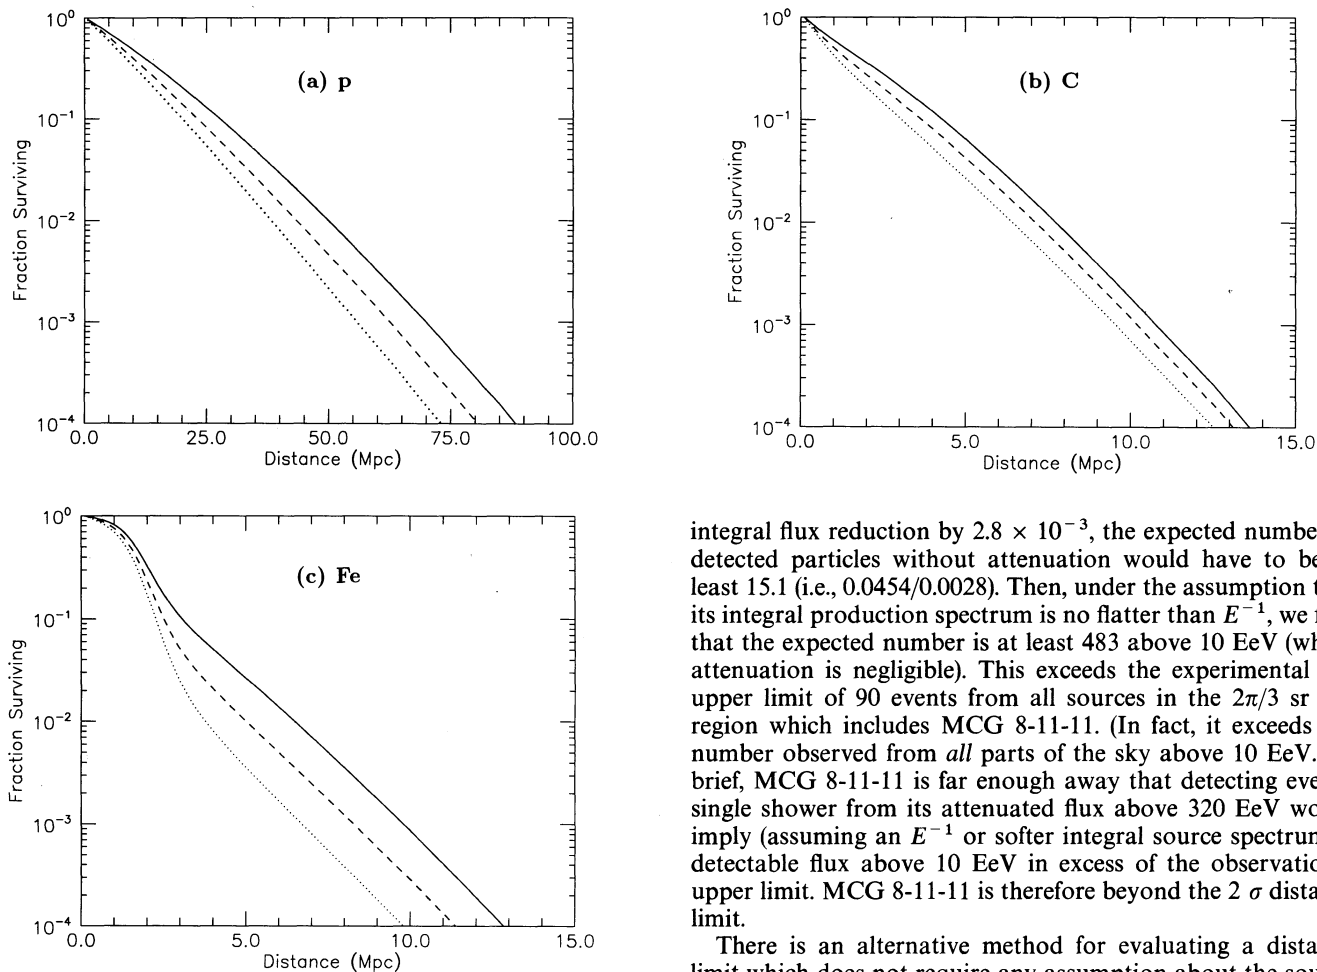 10⁰
10⁻¹
10⁻²
10⁻³
10⁻⁴
Fraction Surviving
(a) p
0.0 25.0 50.0 75.0 100.0
Distance (Mpc)
10⁰
10⁻¹
10⁻²
10⁻³
10⁻⁴
Fraction Surviving
(b) C
0.0 5.0 10.0 15.0
Distance (Mpc)
10⁰
10⁻¹
10⁻²
10⁻³
10⁻⁴
Fraction Surviving
(c) Fe
0.0 5.0 10.0 15.0
Distance (Mpc)
integral flux reduction by 2.8 × 10⁻³, the expected numbe
detected particles without attenuation would have to be
least 15.1 (i.e., 0.0454/0.0028). Then, under the assumption t
its integral production spectrum is no flatter than E⁻¹, we
that the expected number is at least 483 above 10 EeV (wh
attenuation is negligible). This exceeds the experimental
upper limit of 90 events from all sources in the 2π/3 sr
region which includes MCG 8-11-11. (In fact, it exceeds
number observed from all parts of the sky above 10 EeV.
brief, MCG 8-11-11 is far enough away that detecting eve
single shower from its attenuated flux above 320 EeV wo
imply (assuming an E⁻¹ or softer integral source spectrum
detectable flux above 10 EeV in excess of the observatio
upper limit. MCG 8-11-11 is therefore beyond the 2 σ dista
limit.
There is an alternative method for evaluating a dista
limit which does not require any assumption about the sou